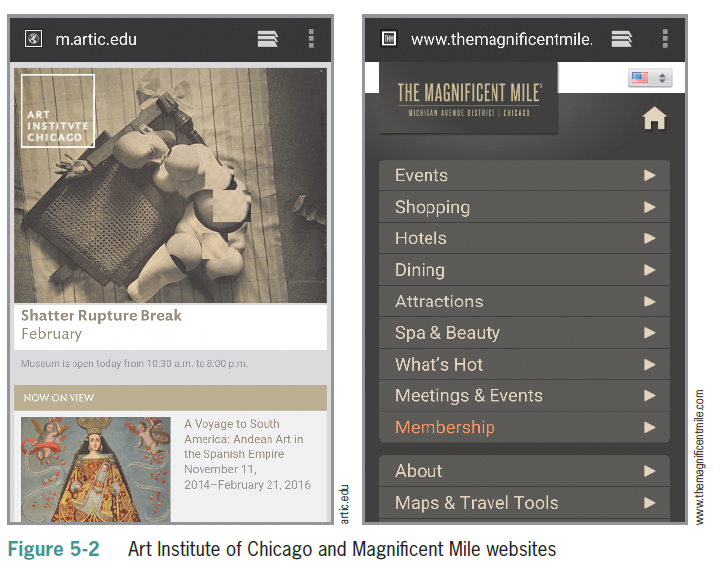 m.artic.edu
ART
INSTITVTE
CHICAGO
Shatter Rupture Break
February
Museum is open today from 10:30 a.m. to 8:00 p.m.
NOW ON VIEW
A Voyage to South
America: Andean Art in
the Spanish Empire
November 11,
2014–February 21, 2016
artic.edu
www.themagnificentmile.
THE MAGNIFICENT MILE®
MICHIGAN AVENUE DISTRICT | CHICAGO
Events
Shopping
Hotels
Dining
Attractions
Spa & Beauty
What's Hot
Meetings & Events
Membership
About
Maps & Travel Tools
www.themagnificentmile.com
Figure 5-2 Art Institute of Chicago and Magnificent Mile websites